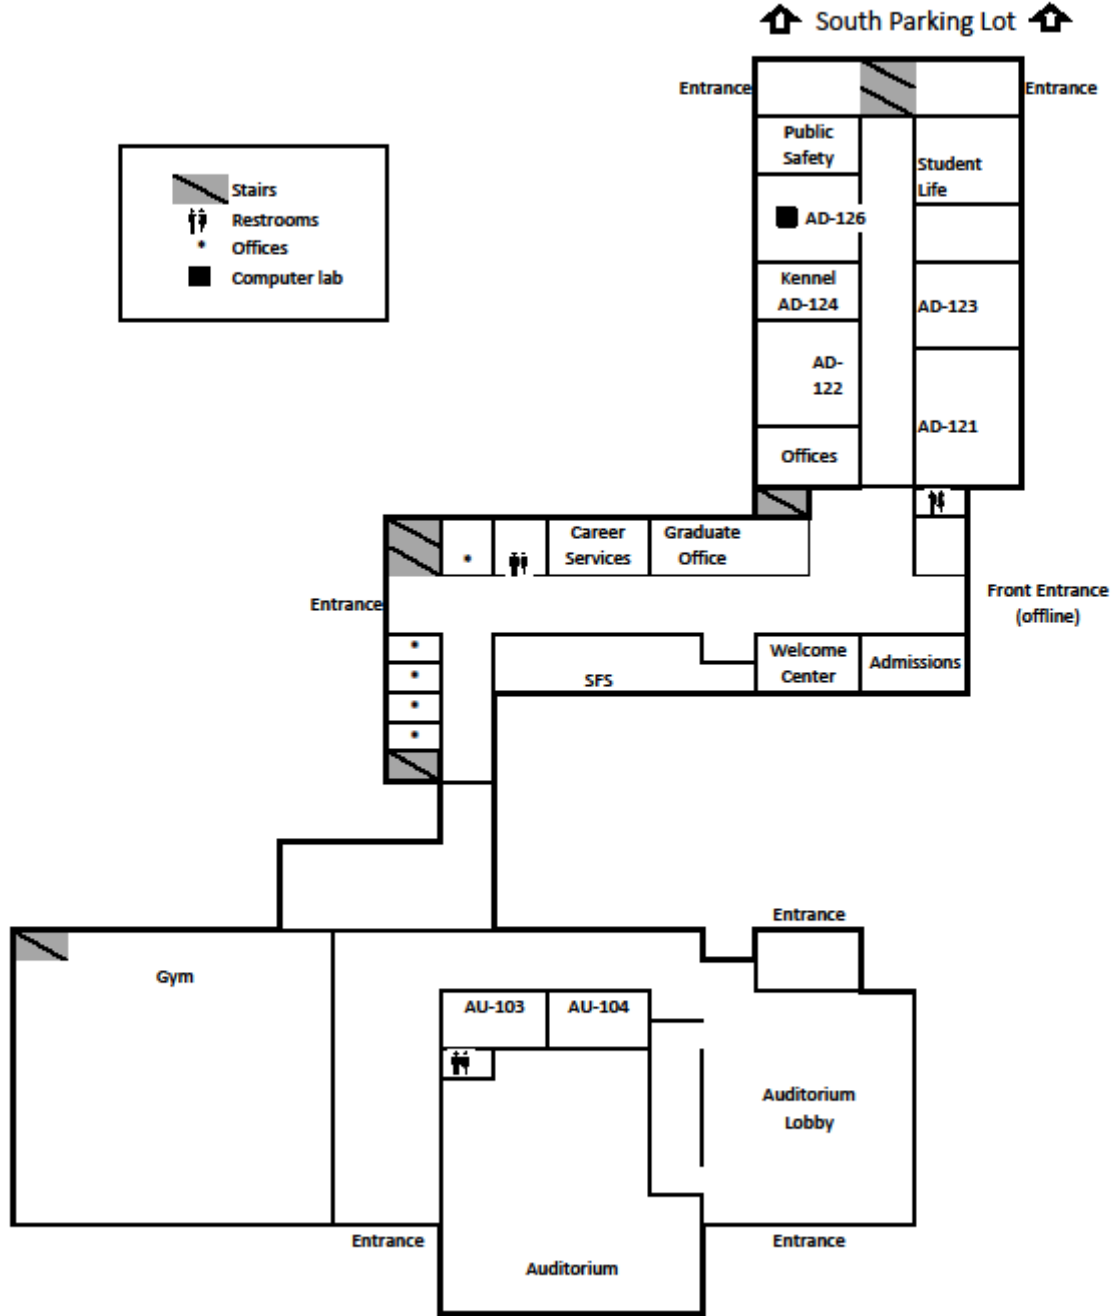 South Parking Lot
Entrance
Entrance
Public
Safety
Student
Life
Stairs
Restrooms
* Offices
Computer lab
AD-126
Kennel
AD-124
AD-123
AD-
122
AD-121
Offices
Career
Services
Graduate
Office
*
Entrance
Front Entrance
(offline)
*
*
*
*
SFS
Welcome
Center
Admissions
Entrance
Gym
AU-103
AU-104
Auditorium
Lobby
Entrance
Entrance
Auditorium